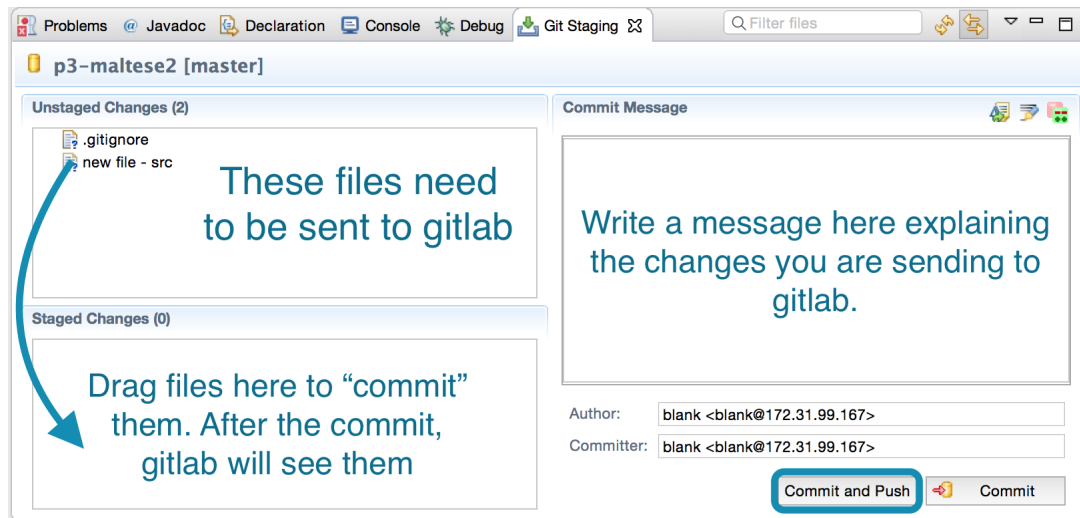 Problems @ Javadoc Declaration Console Debug Git Staging Filter files
p3-maltese2 [master]
Unstaged Changes (2)
.gitignore
new file - src
These files need
to be sent to gitlab
Staged Changes (0)
Drag files here to “commit”
them. After the commit,
gitlab will see them
Commit Message
Write a message here explaining
the changes you are sending to
gitlab.
Author: blank <blank@172.31.99.167>
Committer: blank <blank@172.31.99.167>
Commit and Push Commit